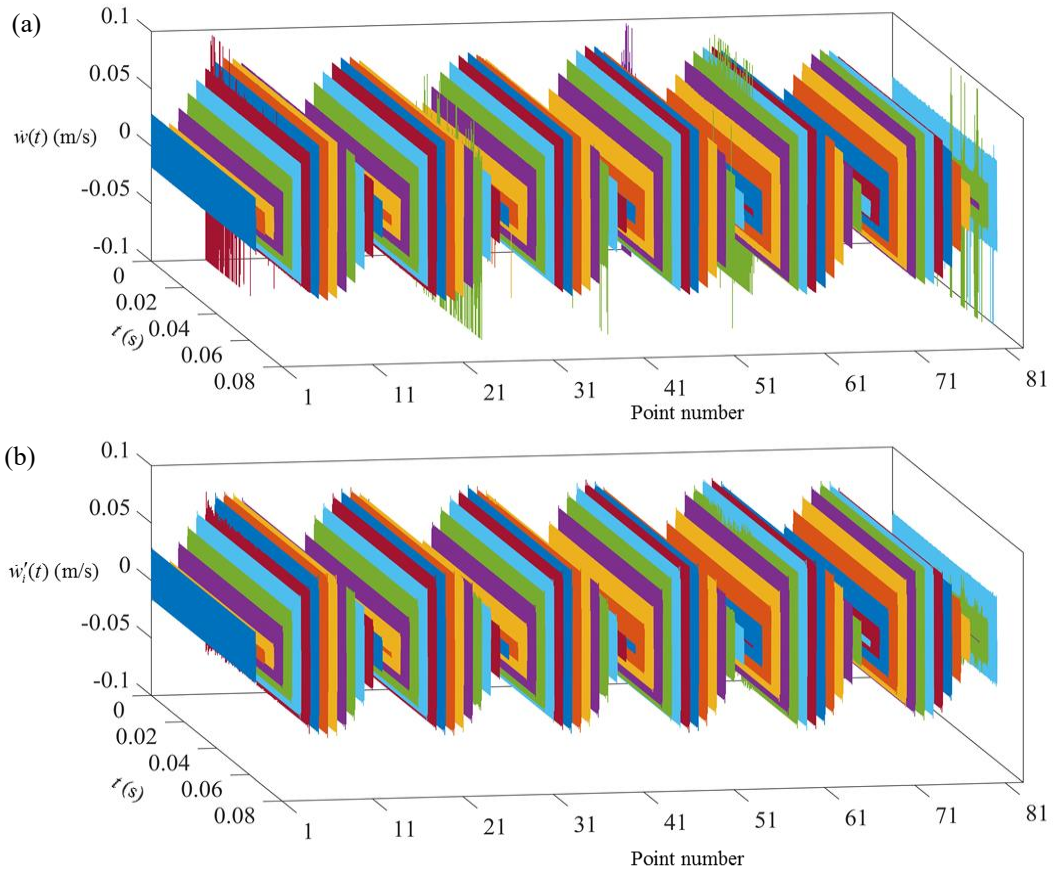 (a)
0.1
0.05
ẇ(t) (m/s)
0
-0.05
-0.1
0
0.02
0.04
t(s)
0.06
0.08
1 11 21 31 41 51 61 71 81
Point number
(b)
0.1
0.05
ẇ′ᵢ(t) (m/s)
0
-0.05
-0.1
0
0.02
0.04
t(s)
0.06
0.08
1 11 21 31 41 51 61 71 81
Point number